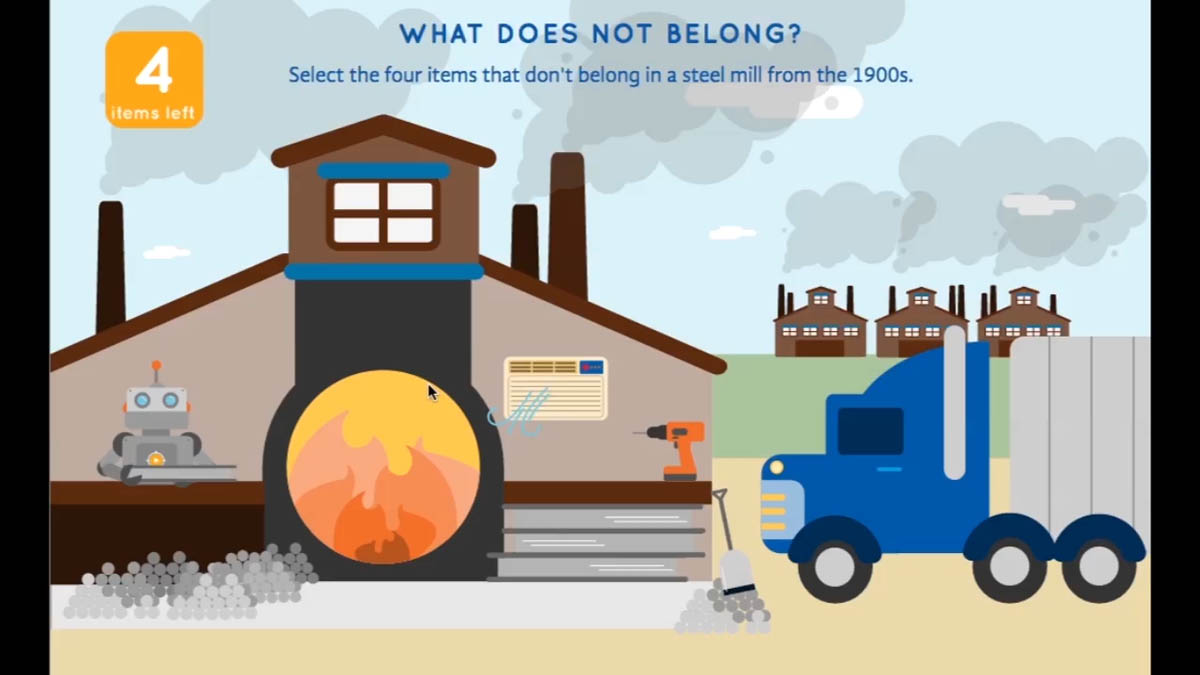 WHAT DOES NOT BELONG?
Select the four items that don't belong in a steel mill from the 1900s.
4
items left